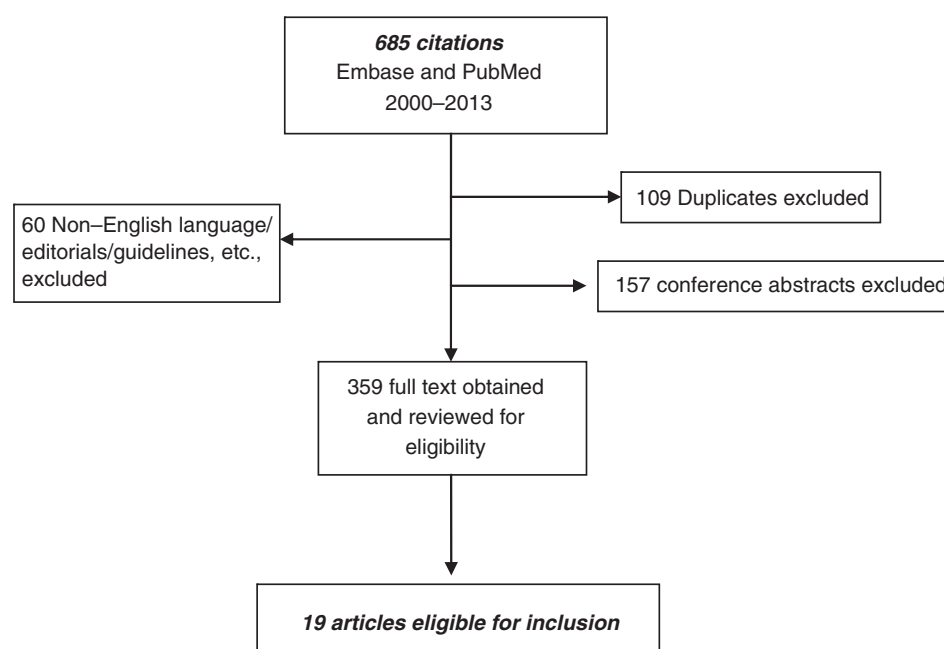 685 citations
Embase and PubMed
2000–2013
109 Duplicates excluded
60 Non–English language/
editorials/guidelines, etc.,
excluded
157 conference abstracts excluded
359 full text obtained
and reviewed for
eligibility
19 articles eligible for inclusion